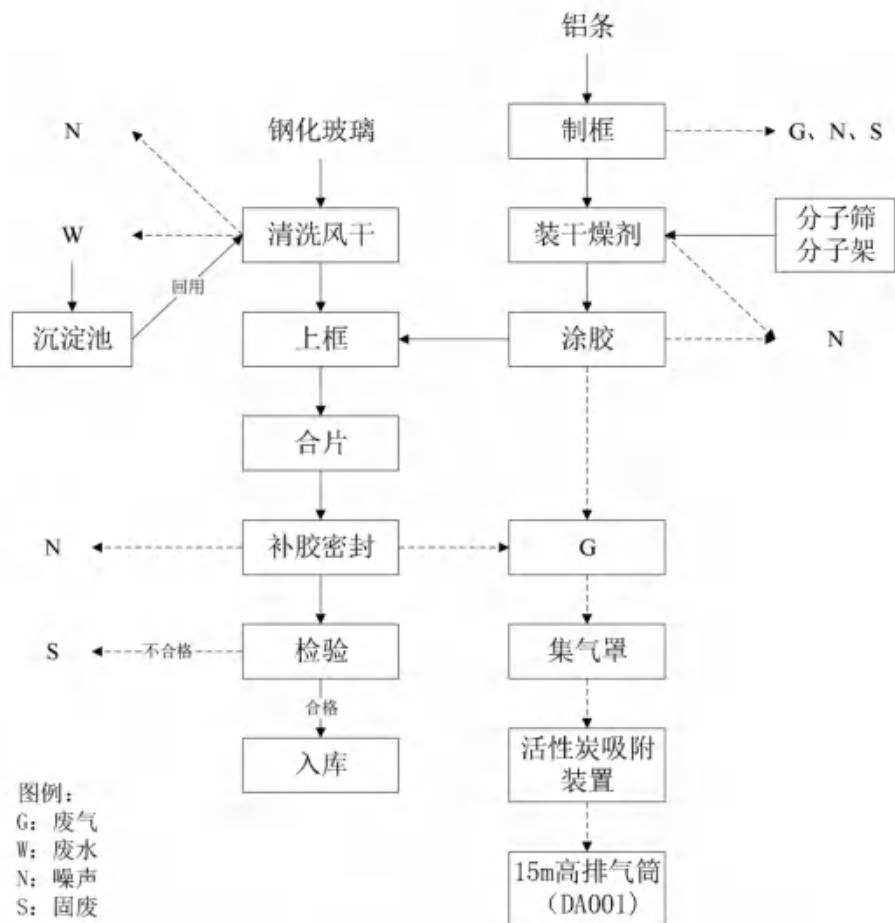 铝条
N
钢化玻璃
制框
G、N、S
W
清洗风干
装干燥剂
分子筛
分子架
回用
沉淀池
上框
涂胶
N
合片
N
补胶密封
G
S
不合格
检验
集气罩
合格
入库
活性炭吸附
装置
图例：
G：废气
W：废水
N：噪声
S：固废
15m高排气筒
（DA001）